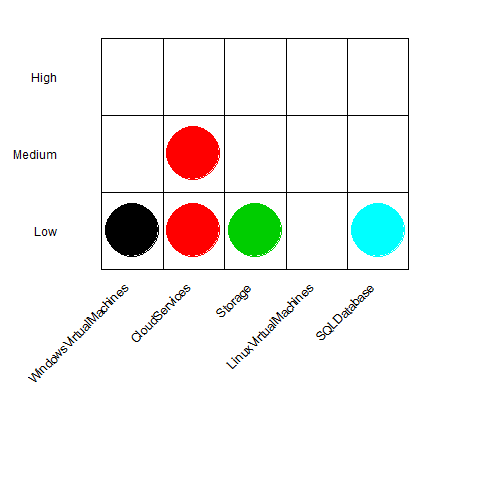 High
Medium
Low
WindowsVirtualMachines
CloudServices
Storage
LinuxVirtualMachines
SQLDatabase